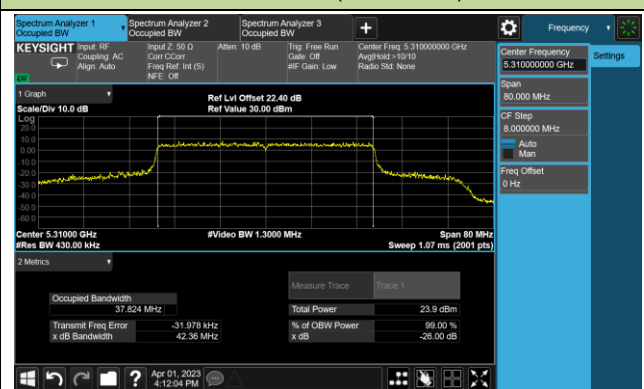 Spectrum Analyzer 1
Occupied BW
Spectrum Analyzer 2
Occupied BW
Spectrum Analyzer 3
Occupied BW
+
Frequency
KEYSIGHT
Input: RF
Coupling: AC
Align: Auto
Input Z: 50 Ω
Corr CCorr
Freq Ref: Int (S)
NFE: Off
Atten: 10 dB
Trig: Free Run
Gate: Off
#IF Gain: Low
Center Freq: 5.310000000 GHz
Avg|Hold:>10/10
Radio Std: None
Center Frequency
5.310000000 GHz
Settings
Span
80.000 MHz
CF Step
8.000000 MHz
Auto
Man
Freq Offset
0 Hz
1 Graph
Scale/Div 10.0 dB
Ref Lvl Offset 22.40 dB
Ref Value 30.00 dBm
Log
20.0
10.0
0.00
-10.0
-20.0
-30.0
-40.0
-50.0
-60.0
Center 5.31000 GHz
#Res BW 430.00 kHz
#Video BW 1.3000 MHz
Span 80 MHz
Sweep 1.07 ms (2001 pts)
2 Metrics
Measure Trace
Trace 1
Occupied Bandwidth
37.824 MHz
Total Power
23.9 dBm
Transmit Freq Error
-31.978 kHz
% of OBW Power
99.00 %
x dB Bandwidth
42.36 MHz
x dB
-26.00 dB
?
Apr 01, 2023
4:12:04 PM